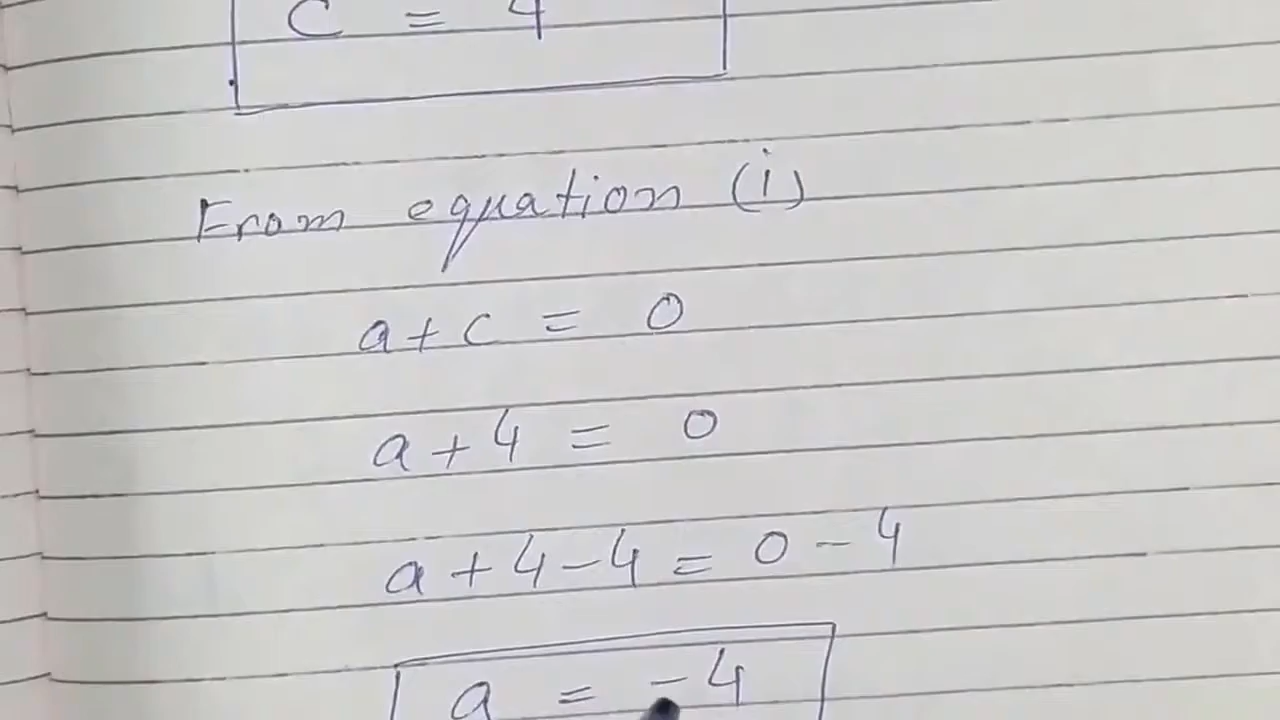 C = 4
From equation (i)
a + c = 0
a + 4 = 0
a + 4 - 4 = 0 - 4
a = -4